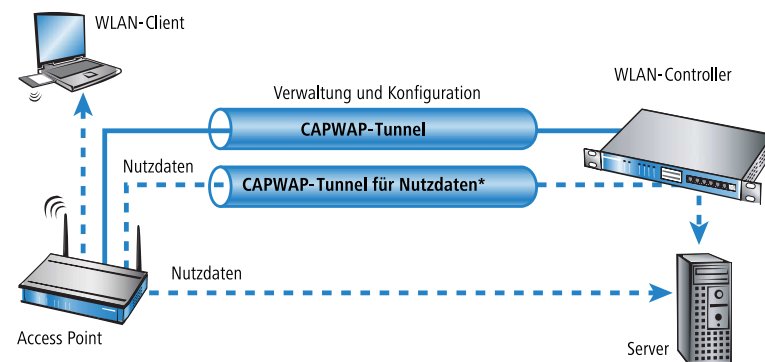 WLAN-Client
Verwaltung und Konfiguration
WLAN-Controller
CAPWAP-Tunnel
Nutzdaten
CAPWAP-Tunnel für Nutzdaten*
Nutzdaten
Access Point
Server